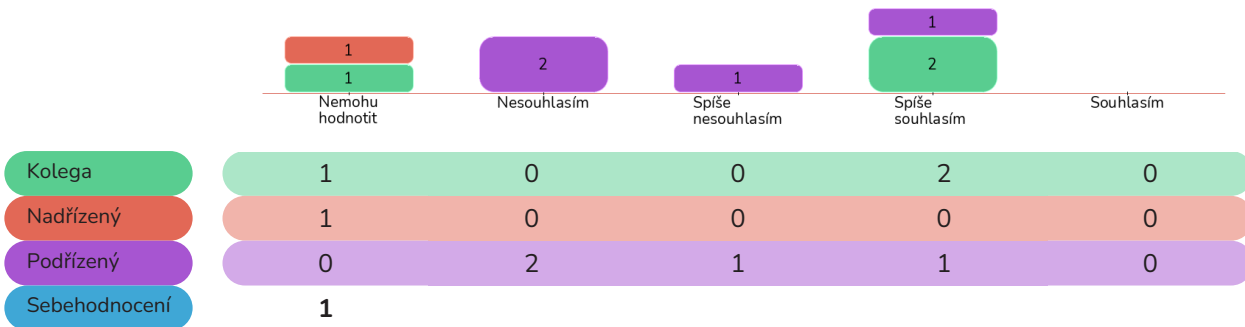 1
1
1
2
1
2
Nemohu
hodnotit
Nesouhlasím
Spíše
nesouhlasím
Spíše
souhlasím
Souhlasím
Kolega 1 0 0 2 0
Nadřízený 1 0 0 0 0
Podřízený 0 2 1 1 0
Sebehodnocení 1